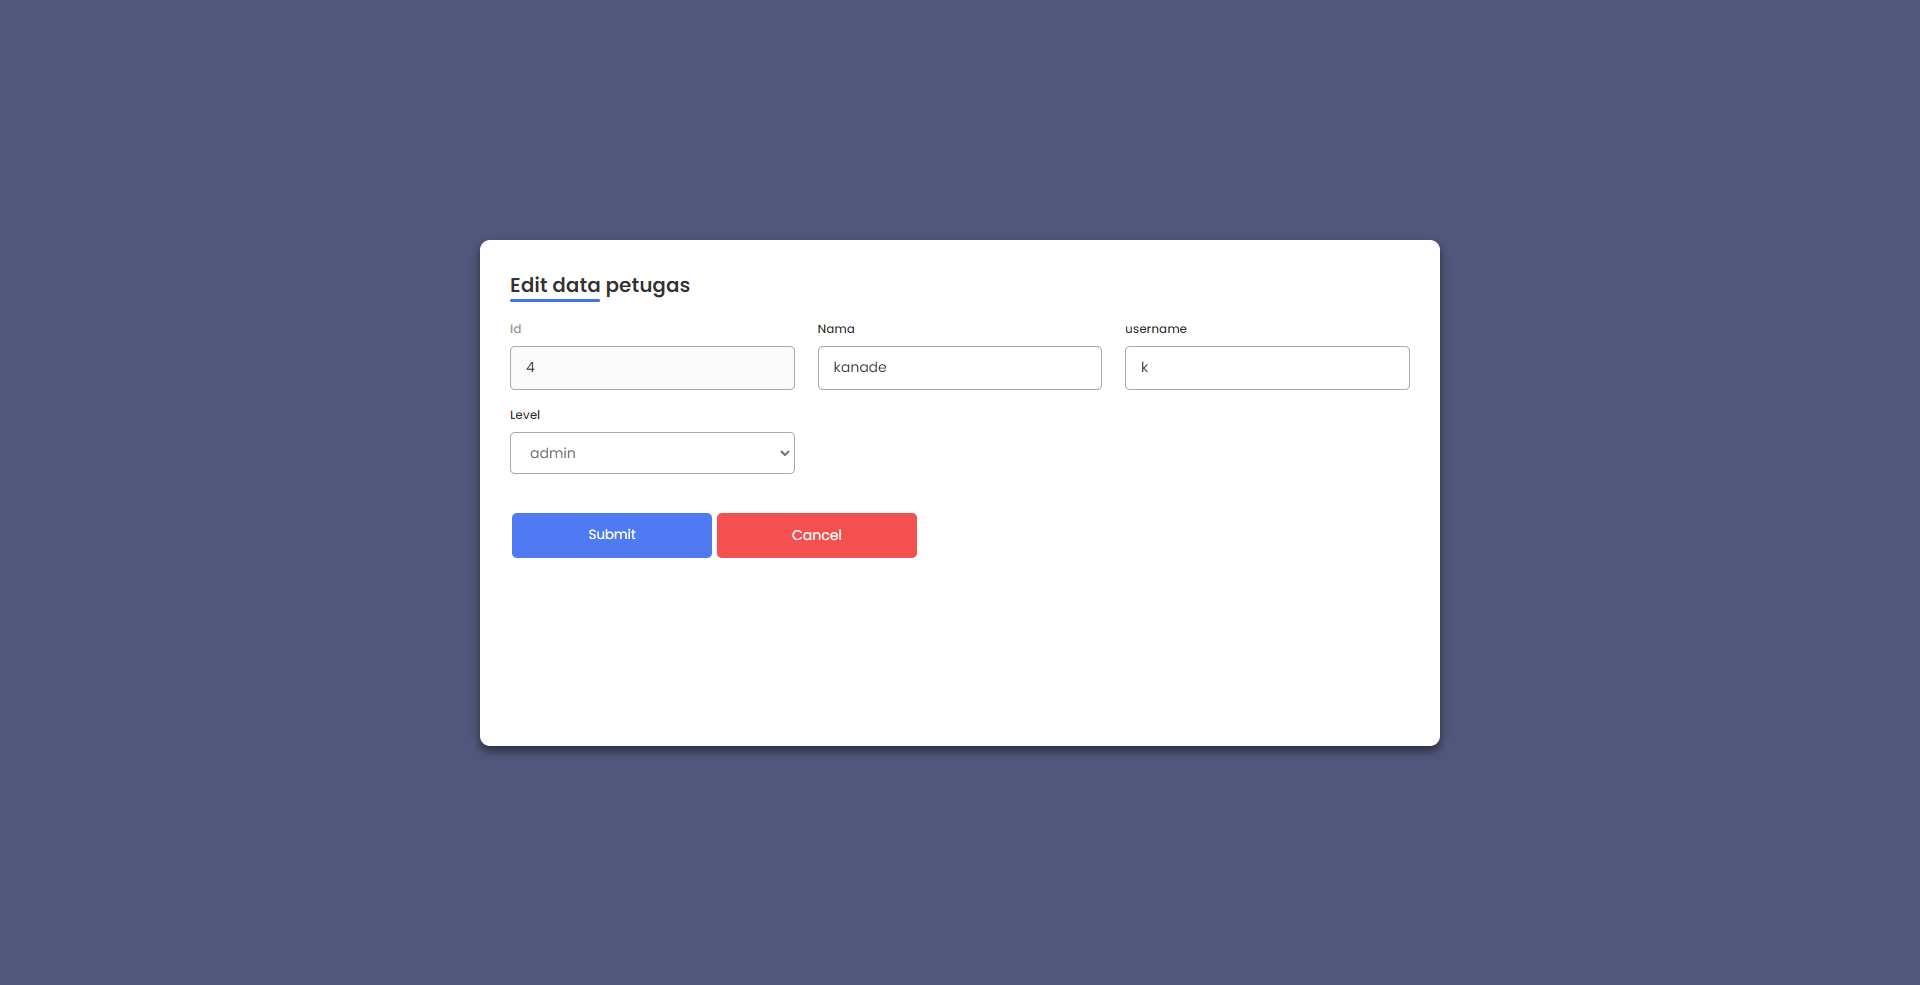 Edit data petugas
Id Nama username
4 kanade k
Level
admin
Submit Cancel